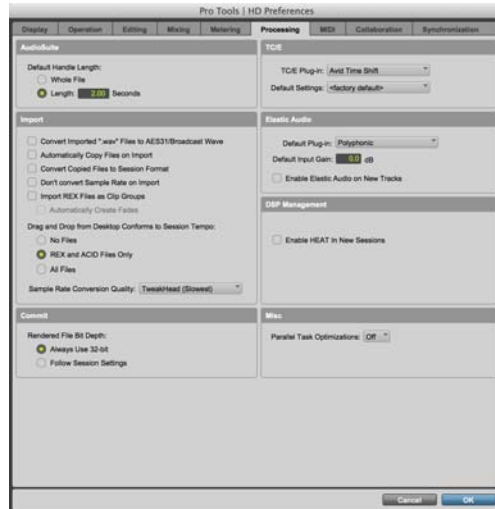 Pro Tools | HD Preferences
Display Operation Editing Mixing Metering Processing MIDI Collaboration Synchronization
AudioSuite
Default Handle Length:
Whole File
Length: 2.00 Seconds
Import
Convert Imported ".wav" Files to AES31/Broadcast Wave
Automatically Copy Files on Import
Convert Copied Files to Session Format
Don't convert Sample Rate on Import
Import REX Files as Clip Groups
Automatically Create Fades
Drag and Drop from Desktop Conforms to Session Tempo:
No Files
REX and ACID Files Only
All Files
Sample Rate Conversion Quality: TweakHead (Slowest)
Commit
Rendered File Bit Depth:
Always Use 32-bit
Follow Session Settings
TC/E
TC/E Plug-in: Avid Time Shift
Default Settings: <factory default>
Elastic Audio
Default Plug-in: Polyphonic
Default Input Gain: 0.0 dB
Enable Elastic Audio on New Tracks
DSP Management
Enable HEAT In New Sessions
Misc
Parallel Task Optimizations: Off
Cancel OK